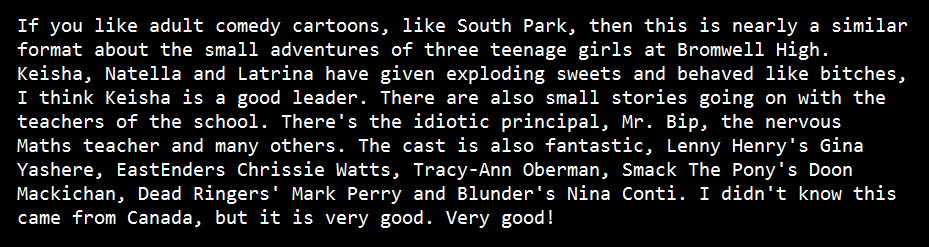 If you like adult comedy cartoons, like South Park, then this is nearly a similar
format about the small adventures of three teenage girls at Bromwell High.
Keisha, Natella and Latrina have given exploding sweets and behaved like bitches,
I think Keisha is a good leader. There are also small stories going on with the
teachers of the school. There's the idiotic principal, Mr. Bip, the nervous
Maths teacher and many others. The cast is also fantastic, Lenny Henry's Gina
Yashere, EastEnders Chrissie Watts, Tracy-Ann Oberman, Smack The Pony's Doon
Mackichan, Dead Ringers' Mark Perry and Blunder's Nina Conti. I didn't know this
came from Canada, but it is very good. Very good!